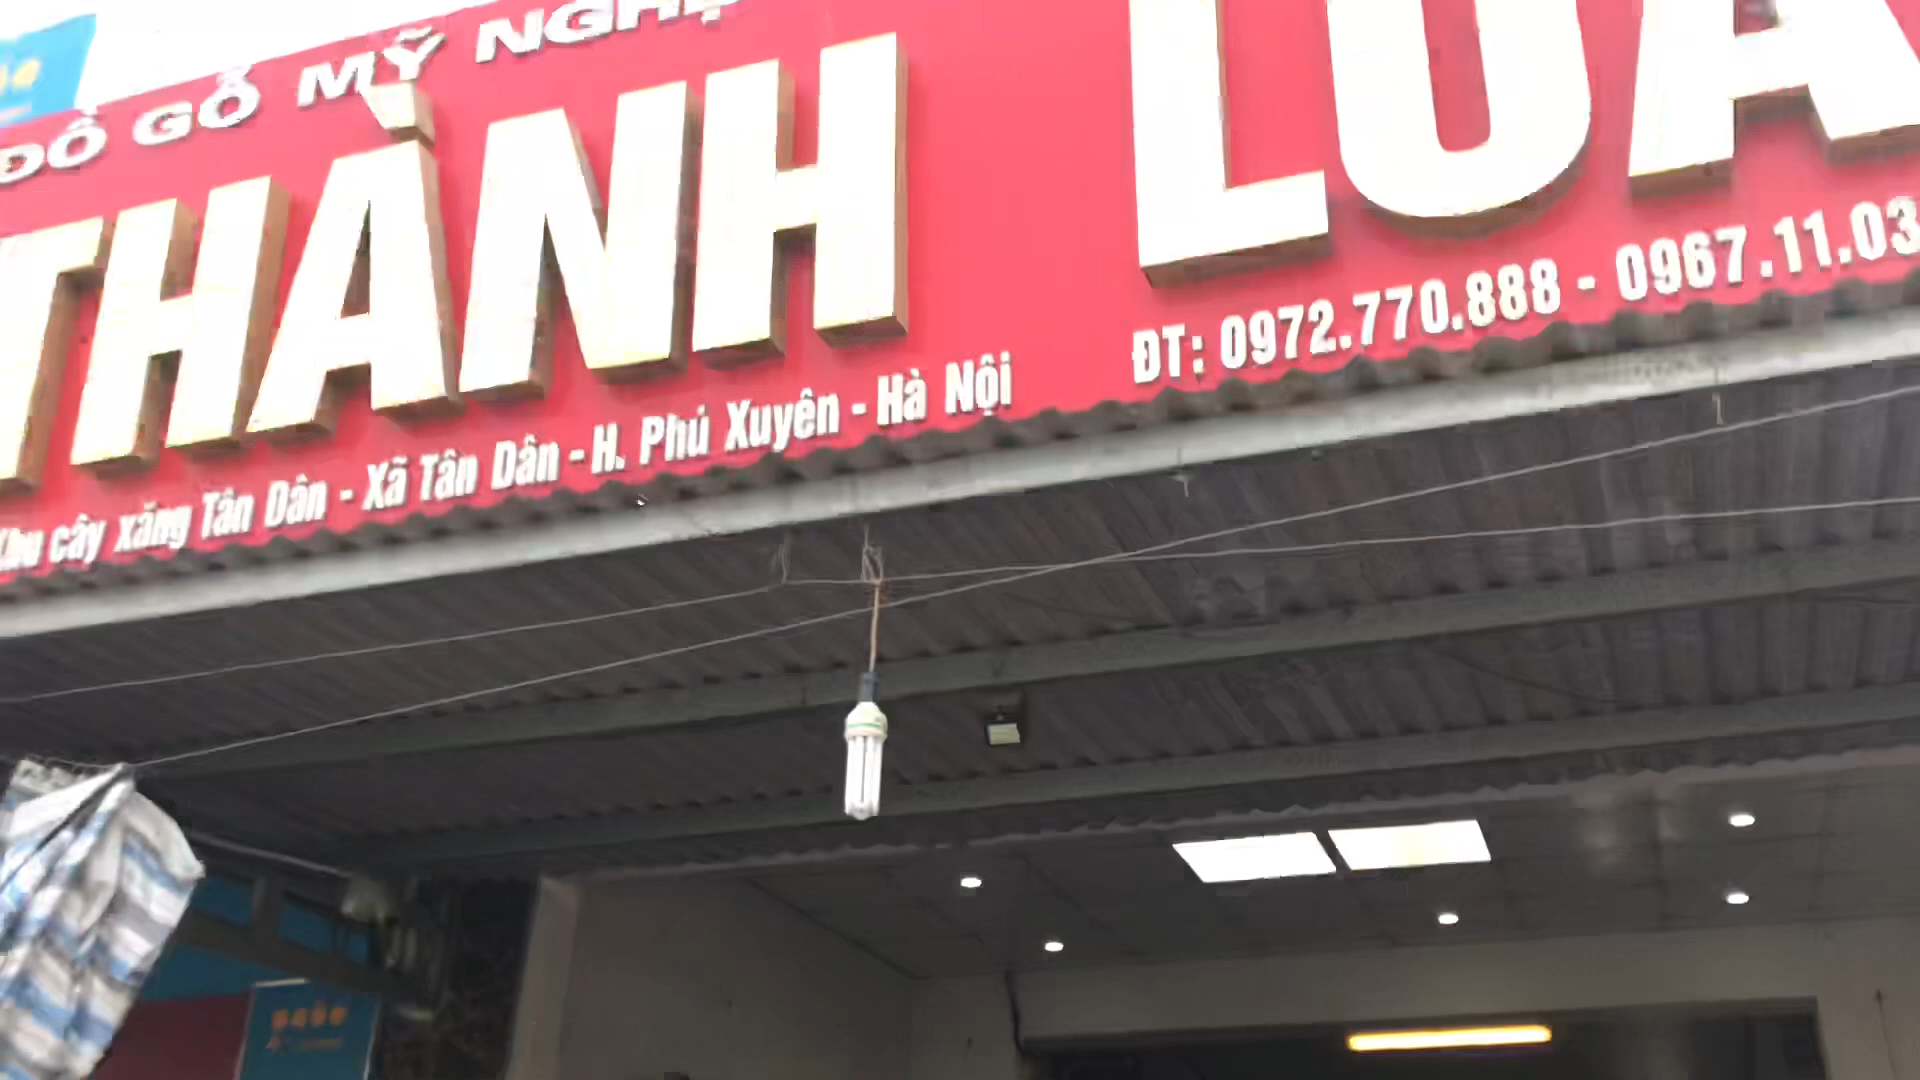 ĐỒ GỖ MỸ NGHỆ
THÀNH LOA
Khu cây xăng Tân Dân - Xã Tân Dân - H. Phú Xuyên - Hà Nội
ĐT: 0972.770.888 - 0967.11.03